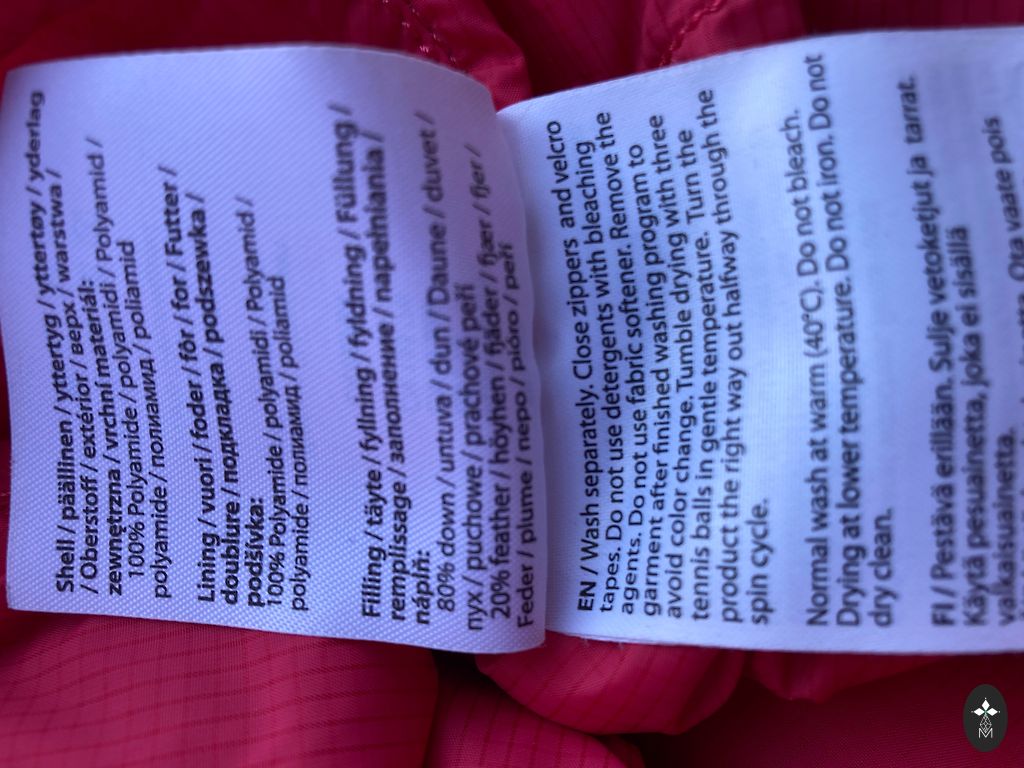 Shell / päällinen / yttertyg / yttertøy / yderlag
/ Oberstoff / extérior / верх / warstwa /
zewnętrzna / vrchní materiál:
100% Polyamide / polyamidi / Polyamid /
polyamide / полиамид / poliamid
Lining / vuori / foder / fôr / for / Futter /
doublure / подкладка / podszewka /
podšívka:
100% Polyamide / polyamidi / Polyamid /
polyamide / полиамид / poliamid
Filling / täyte / fyllning / fyldning / Füllung /
remplissage / заполнение / napełniania /
náplň:
80% down / untuva / dun / Daune / duvet /
пух / puchowe / prachové peří
20% feather / höyhen / fjäder / fjær / fjer /
Feder / plume / перо / pióro / peří
EN / Wash separately. Close zippers and velcro
tapes. Do not use detergents with bleaching
agents. Do not use fabric softener. Remove the
garment after finished washing program to
avoid color change. Tumble drying with three
tennis balls in gentle temperature. Turn the
product the right way out halfway through the
spin cycle.
Normal wash at warm (40°C). Do not bleach.
Drying at lower temperature. Do not iron. Do not
dry clean.
FI / Pestävä erillään. Sulje vetoketjut ja tarrat.
Käytä pesuainetta, joka ei sisällä
valkaisuainetta.
Ota vaate pois
M